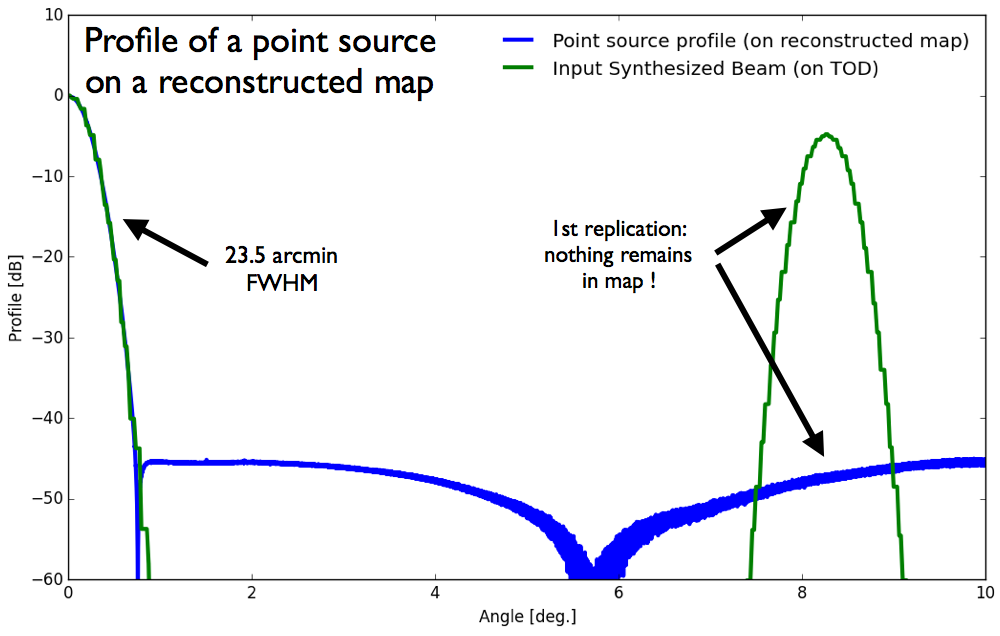 Profile of a point source
on a reconstructed map
Point source profile (on reconstructed map)
Input Synthesized Beam (on TOD)
23.5 arcmin
FWHM
1st replication:
nothing remains
in map !
Profile [dB]
10
0
−10
−20
−30
−40
−50
−60
0
2
4
6
8
10
Angle [deg.]